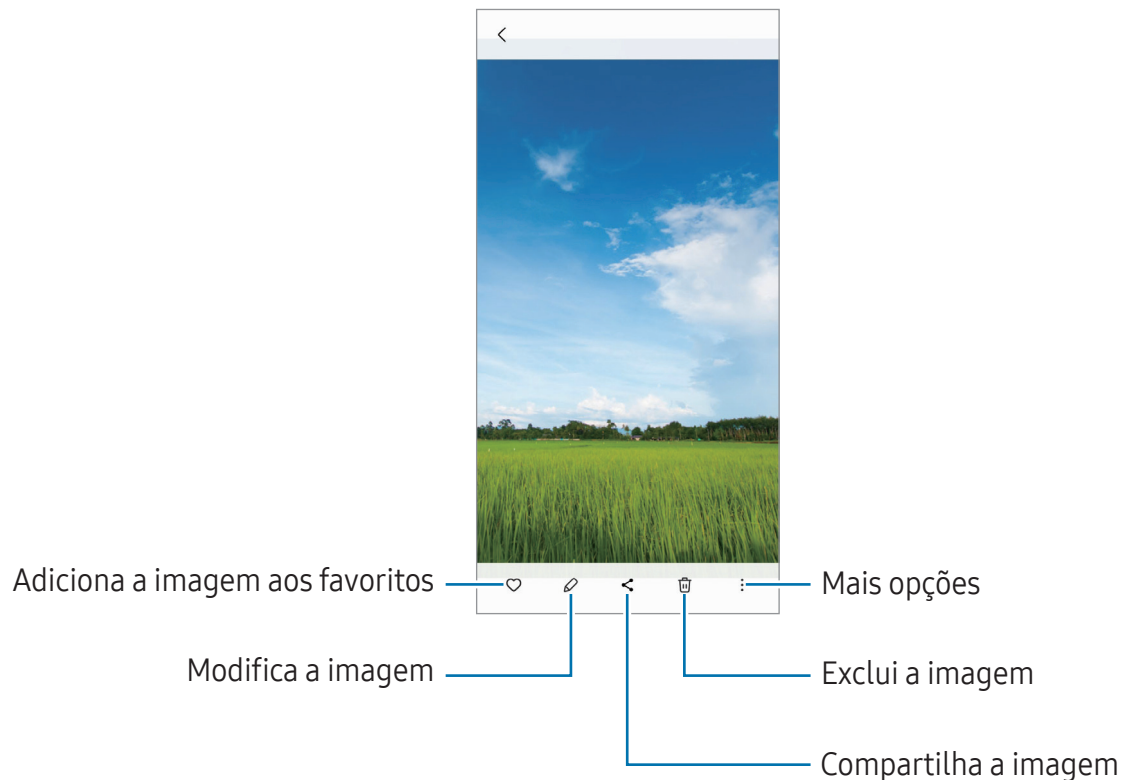 Adiciona a imagem aos favoritos
Mais opções
Modifica a imagem
Exclui a imagem
Compartilha a imagem